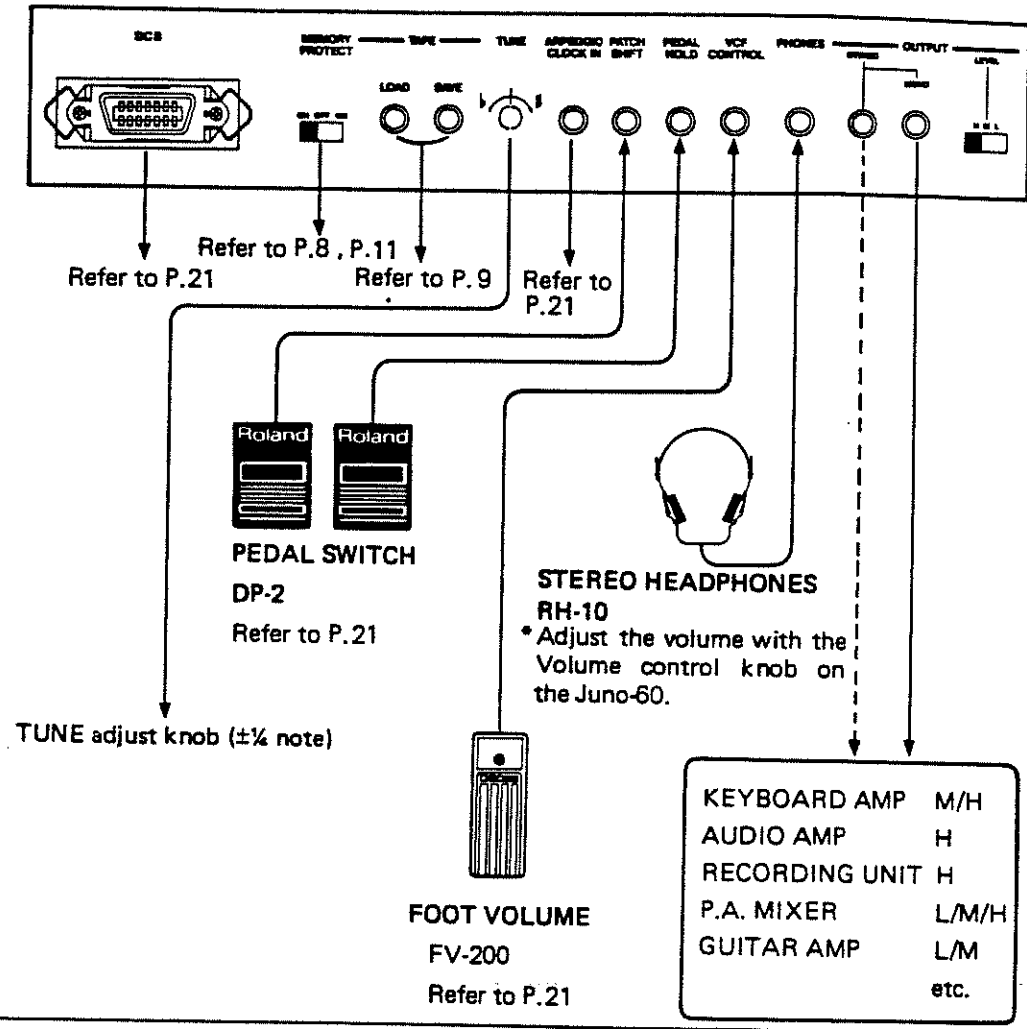 MEMORY PROTECT
TAPE
TUNE
ARPEGGIO CLOCK IN
PATCH SHIFT
PEDAL HOLD
VCF CONTROL
PHONES
OUTPUT
STEREO
MONO
LEVEL
LOAD
SAVE
ON OFF ON
H M L
Refer to P.21
Refer to P.8 , P.11
Refer to P. 9
Refer to
P.21
Roland
Roland
PEDAL SWITCH
DP-2
Refer to P.21
STEREO HEADPHONES
RH-10
*Adjust the volume with the
Volume control knob on
the Juno-60.
TUNE adjust knob (±¼ note)
FOOT VOLUME
FV-200
Refer to P.21
KEYBOARD AMP M/H
AUDIO AMP H
RECORDING UNIT H
P.A. MIXER L/M/H
GUITAR AMP L/M
etc.